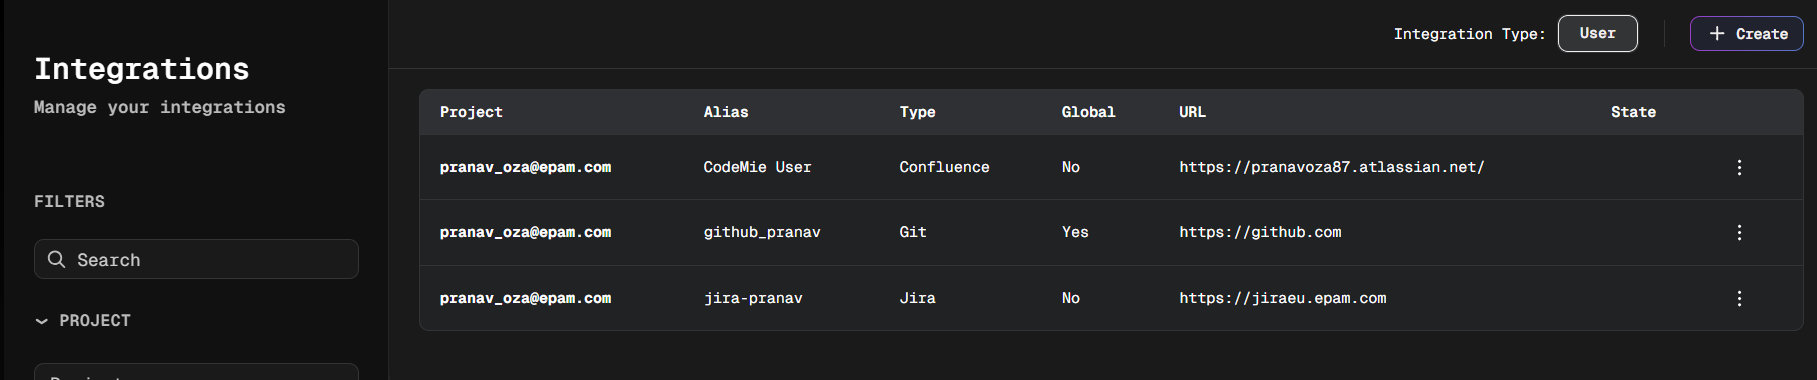 Integrations
Manage your integrations
FILTERS
Search
PROJECT
Integration Type: User
+ Create
Project Alias Type Global URL State
pranav_oza@epam.com CodeMie User Confluence No https://pranavoza87.atlassian.net/
pranav_oza@epam.com github_pranav Git Yes https://github.com
pranav_oza@epam.com jira-pranav Jira No https://jiraeu.epam.com